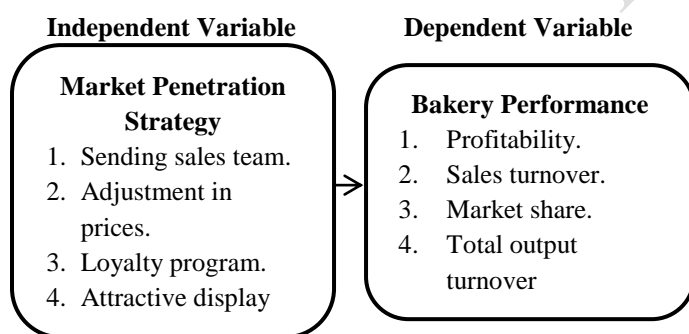 Independent Variable
Market Penetration
Strategy
1. Sending sales team.
2. Adjustment in
prices.
3. Loyalty program.
4. Attractive display
Dependent Variable
Bakery Performance
1. Profitability.
2. Sales turnover.
3. Market share.
4. Total output
turnover